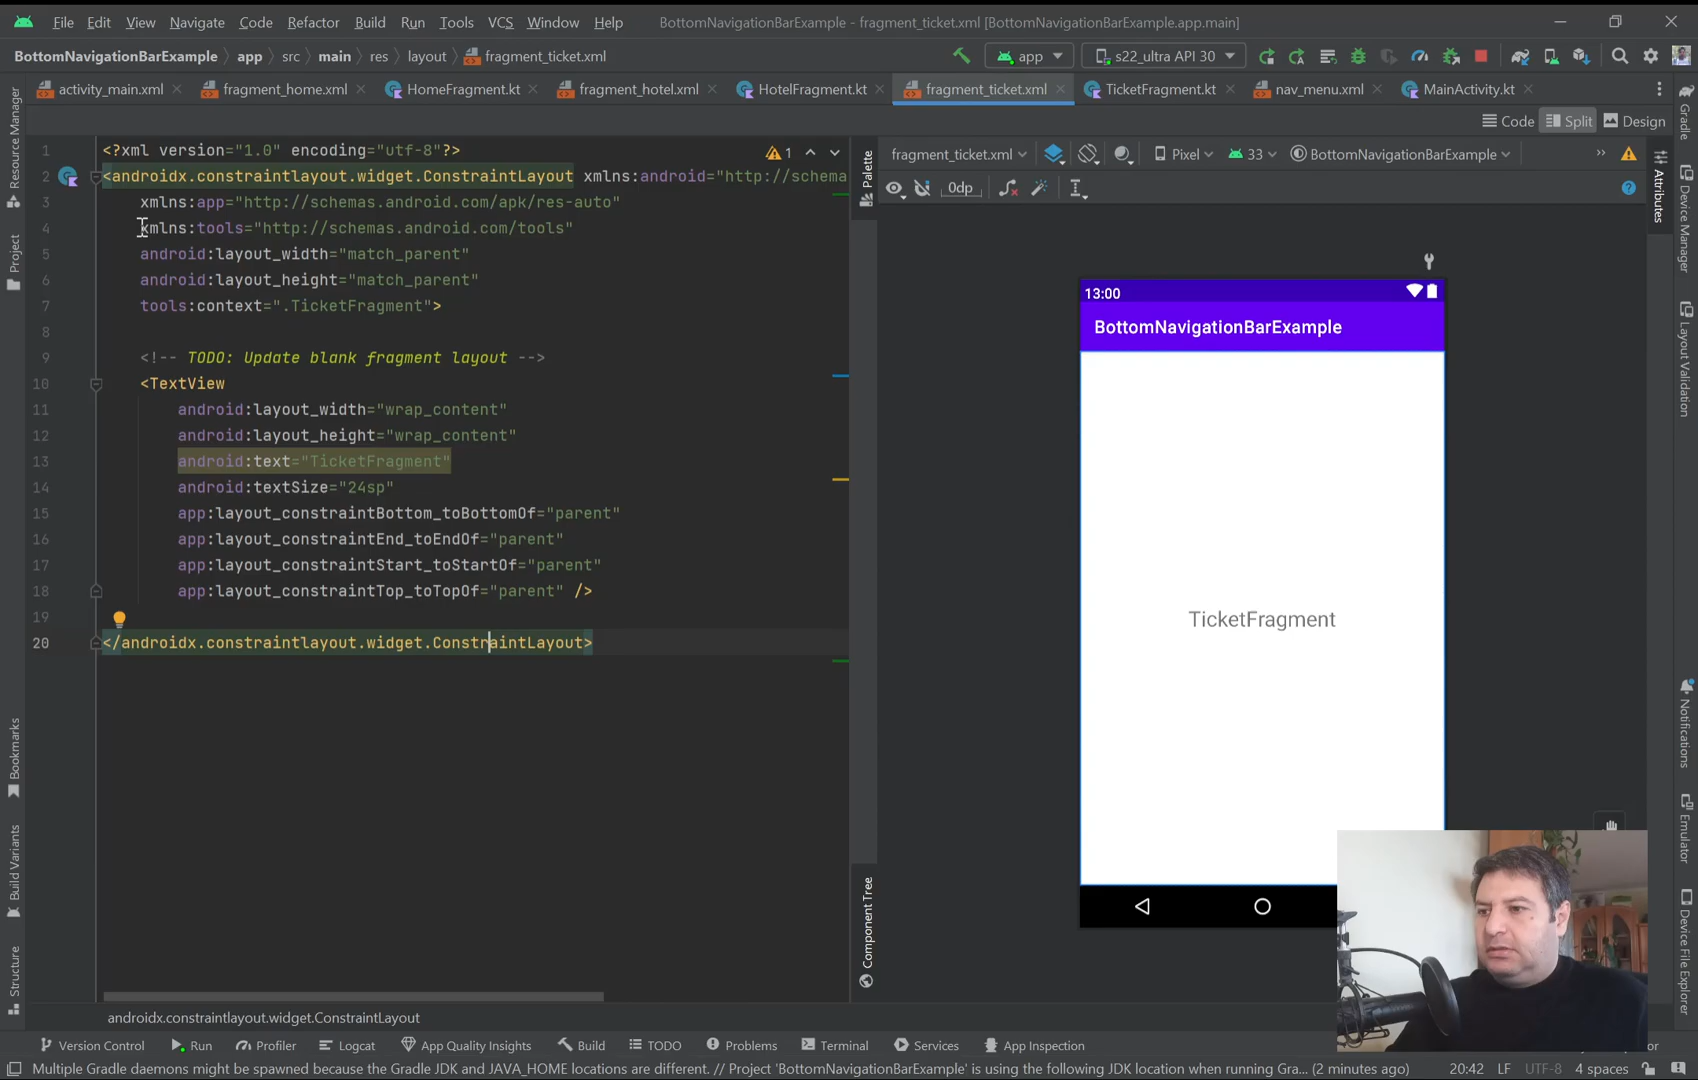 File Edit View Navigate Code Refactor Build Run Tools VCS Window Help BottomNavigationBarExample - fragment_ticket.xml [BottomNavigationBarExample.app.main]
BottomNavigationBarExample app src main res layout fragment_ticket.xml app s22_ultra API 30
activity_main.xml fragment_home.xml HomeFragment.kt fragment_hotel.xml HotelFragment.kt fragment_ticket.xml TicketFragment.kt nav_menu.xml MainActivity.kt
Code Split Design
1 <?xml version="1.0" encoding="utf-8"?>
2 <androidx.constraintlayout.widget.ConstraintLayout xmlns:android="http://schema
3 xmlns:app="http://schemas.android.com/apk/res-auto"
4 xmlns:tools="http://schemas.android.com/tools"
5 android:layout_width="match_parent"
6 android:layout_height="match_parent"
7 tools:context=".TicketFragment">
8
9 <!-- TODO: Update blank fragment layout -->
10 <TextView
11 android:layout_width="wrap_content"
12 android:layout_height="wrap_content"
13 android:text="TicketFragment"
14 android:textSize="24sp"
15 app:layout_constraintBottom_toBottomOf="parent"
16 app:layout_constraintEnd_toEndOf="parent"
17 app:layout_constraintStart_toStartOf="parent"
18 app:layout_constraintTop_toTopOf="parent" />
19
20 </androidx.constraintlayout.widget.ConstraintLayout>
1
fragment_ticket.xml Pixel 33 BottomNavigationBarExample
0dp
13:00
BottomNavigationBarExample
TicketFragment
Palette
Component Tree
Attributes
Resource Manager
Project
Bookmarks
Build Variants
Structure
Gradle
Device Manager
Layout Validation
Notifications
Emulator
Device File Explorer
androidx.constraintlayout.widget.ConstraintLayout
Version Control Run Profiler Logcat App Quality Insights Build TODO Problems Terminal Services App Inspection
Multiple Gradle daemons might be spawned because the Gradle JDK and JAVA_HOME locations are different. // Project 'BottomNavigationBarExample' is using the following JDK location when running Gra... (2 minutes ago) 20:42 LF UTF-8 4 spaces